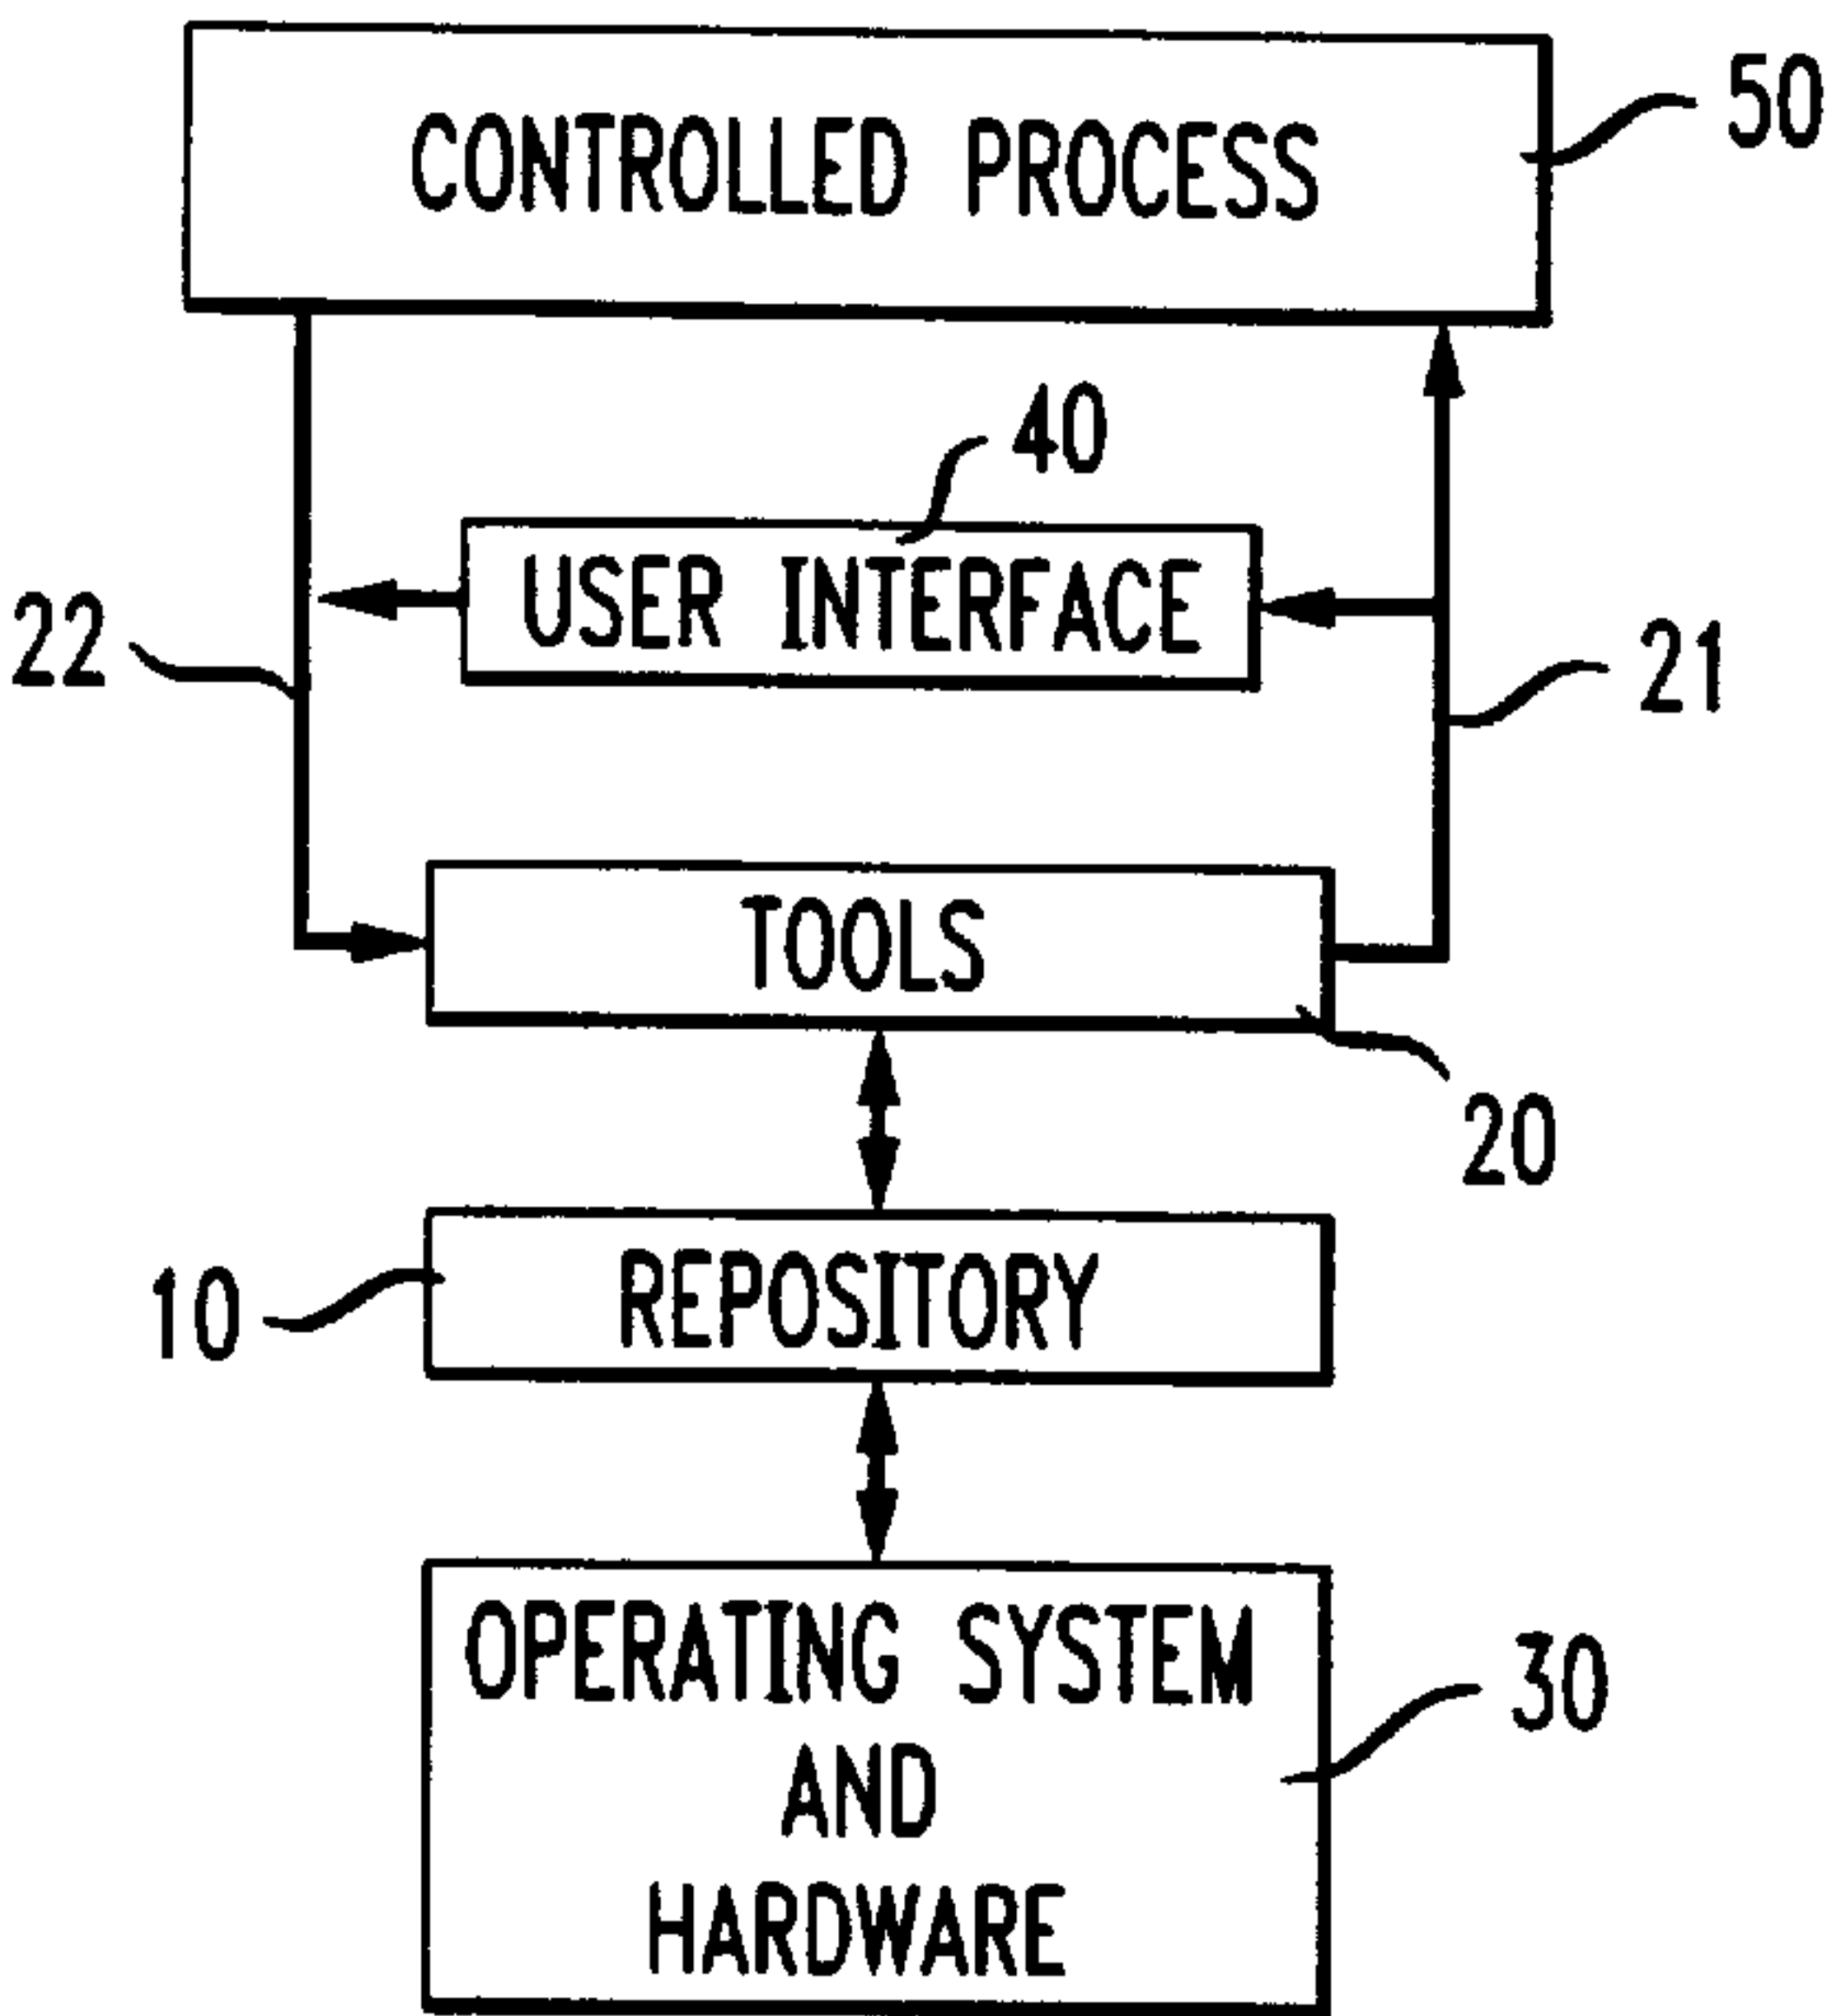 CONTROLLED PROCESS
50
40
USER INTERFACE
22
21
TOOLS
20
REPOSITORY
10
OPERATING SYSTEM
AND
HARDWARE
30